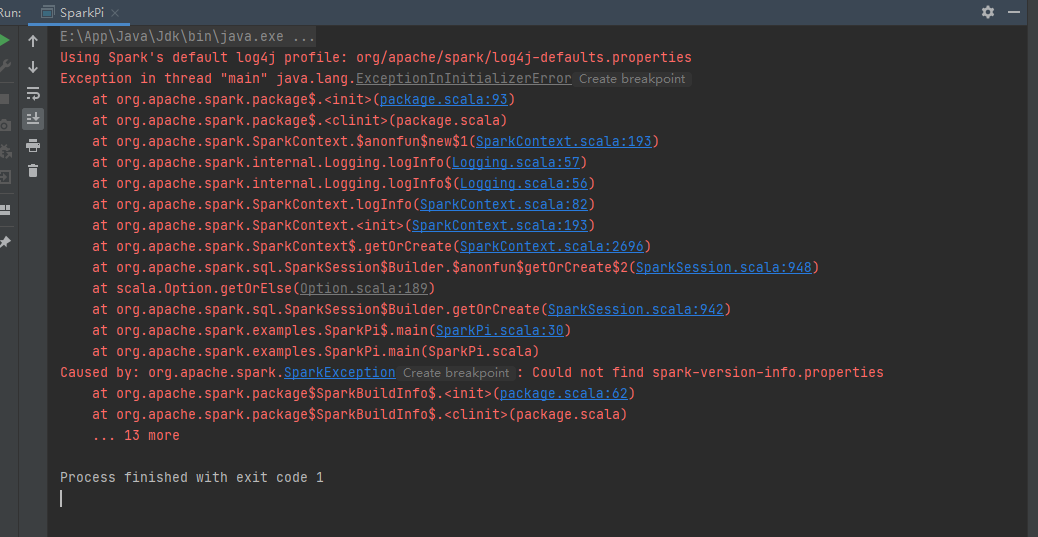 Run: SparkPi ×
E:\App\Java\Jdk\bin\java.exe ...
Using Spark's default log4j profile: org/apache/spark/log4j-defaults.properties
Exception in thread "main" java.lang.ExceptionInInitializerError Create breakpoint
    at org.apache.spark.package$.<init>(package.scala:93)
    at org.apache.spark.package$.<clinit>(package.scala)
    at org.apache.spark.SparkContext.$anonfun$new$1(SparkContext.scala:193)
    at org.apache.spark.internal.Logging.logInfo(Logging.scala:57)
    at org.apache.spark.internal.Logging.logInfo$(Logging.scala:56)
    at org.apache.spark.SparkContext.logInfo(SparkContext.scala:82)
    at org.apache.spark.SparkContext.<init>(SparkContext.scala:193)
    at org.apache.spark.SparkContext$.getOrCreate(SparkContext.scala:2696)
    at org.apache.spark.sql.SparkSession$Builder.$anonfun$getOrCreate$2(SparkSession.scala:948)
    at scala.Option.getOrElse(Option.scala:189)
    at org.apache.spark.sql.SparkSession$Builder.getOrCreate(SparkSession.scala:942)
    at org.apache.spark.examples.SparkPi$.main(SparkPi.scala:30)
    at org.apache.spark.examples.SparkPi.main(SparkPi.scala)
Caused by: org.apache.spark.SparkException Create breakpoint : Could not find spark-version-info.properties
    at org.apache.spark.package$SparkBuildInfo$.<init>(package.scala:62)
    at org.apache.spark.package$SparkBuildInfo$.<clinit>(package.scala)
    ... 13 more
Process finished with exit code 1